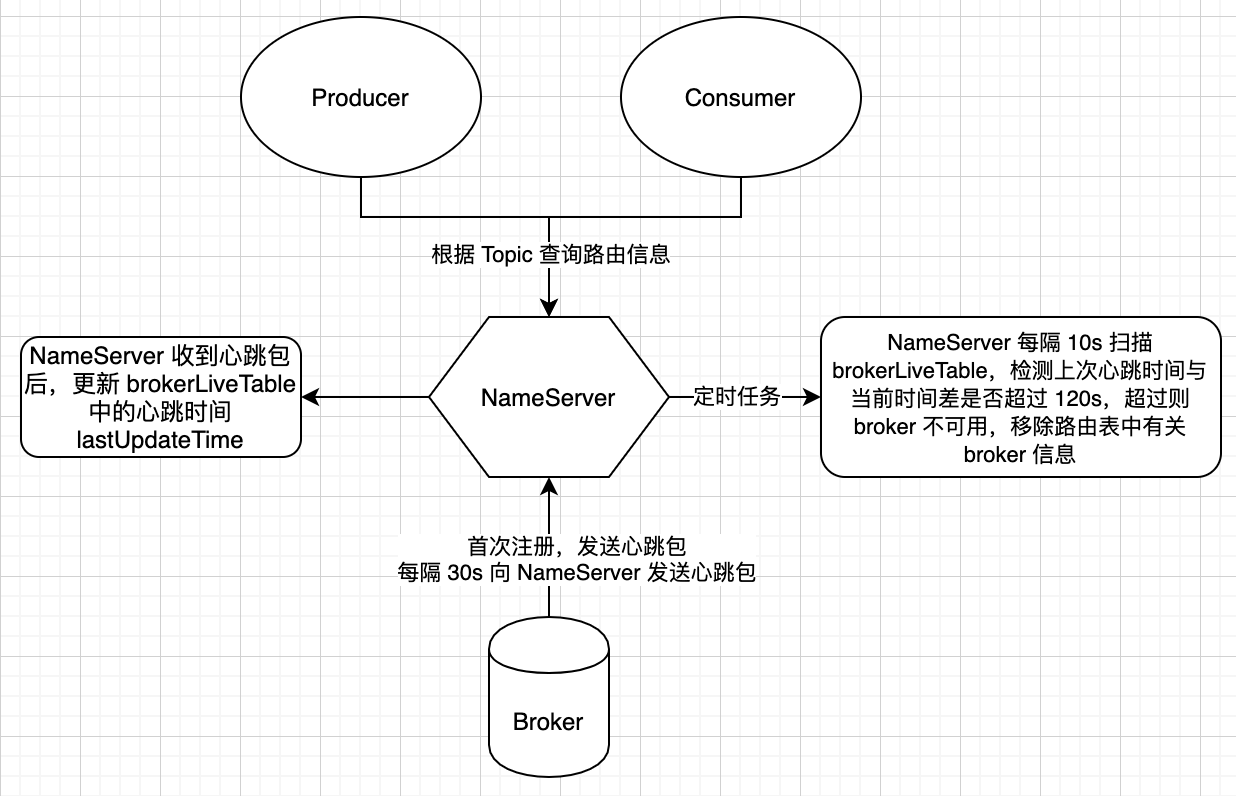 Producer
Consumer
根据 Topic 查询路由信息
NameServer 收到心跳包
后，更新 brokerLiveTable
中的心跳时间
lastUpdateTime
NameServer
定时任务
NameServer 每隔 10s 扫描
brokerLiveTable，检测上次心跳时间与
当前时间差是否超过 120s，超过则
broker 不可用，移除路由表中有关
broker 信息
首次注册，发送心跳包
每隔 30s 向 NameServer 发送心跳包
Broker